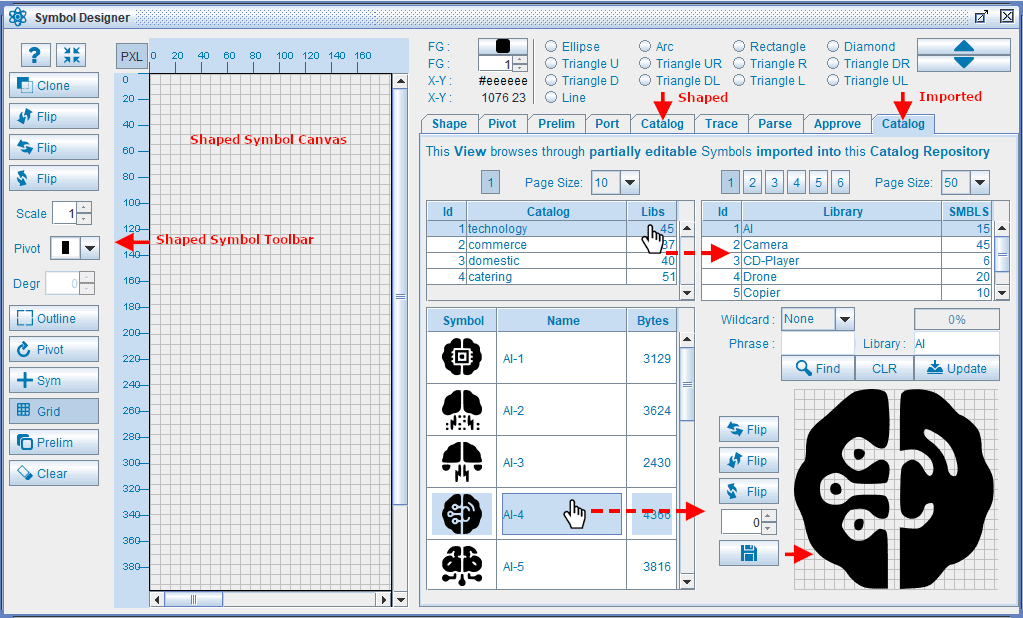 Symbol Designer
?
PXL
0 20 40 60 80 100 120 140 160
FG :
Ellipse Arc Rectangle Diamond
FG : 1
Triangle U Triangle UR Triangle R Triangle DR
X-Y : #eeeeee
Triangle D Triangle DL Triangle L Triangle UL
X-Y : 1076 23
Line
Shaped
Imported
Shape Pivot Prelim Port Catalog Trace Parse Approve Catalog
This View browses through partially editable Symbols imported into this Catalog Repository
1 Page Size: 10
1 2 3 4 5 6 Page Size: 50
Id Catalog Libs
1 technology 45
2 commerce 37
3 domestic 40
4 catering 51
Id Library SMBLS
1 AI 15
2 Camera 45
3 CD-Player 6
4 Drone 20
5 Copier 10
Clone
Flip
Flip
Flip
Scale 1
Pivot
Degr 0
Outline
Pivot
Sym
Grid
Prelim
Clear
0
20
40
60
80
100
120
140
160
180
200
220
240
260
280
300
320
340
360
380
Shaped Symbol Canvas
Shaped Symbol Toolbar
Symbol Name Bytes
AI-1 3129
AI-2 3624
AI-3 2430
AI-4 4366
AI-5 3816
Wildcard : None 0%
Phrase : Library : AI
Find CLR Update
Flip
Flip
Flip
0